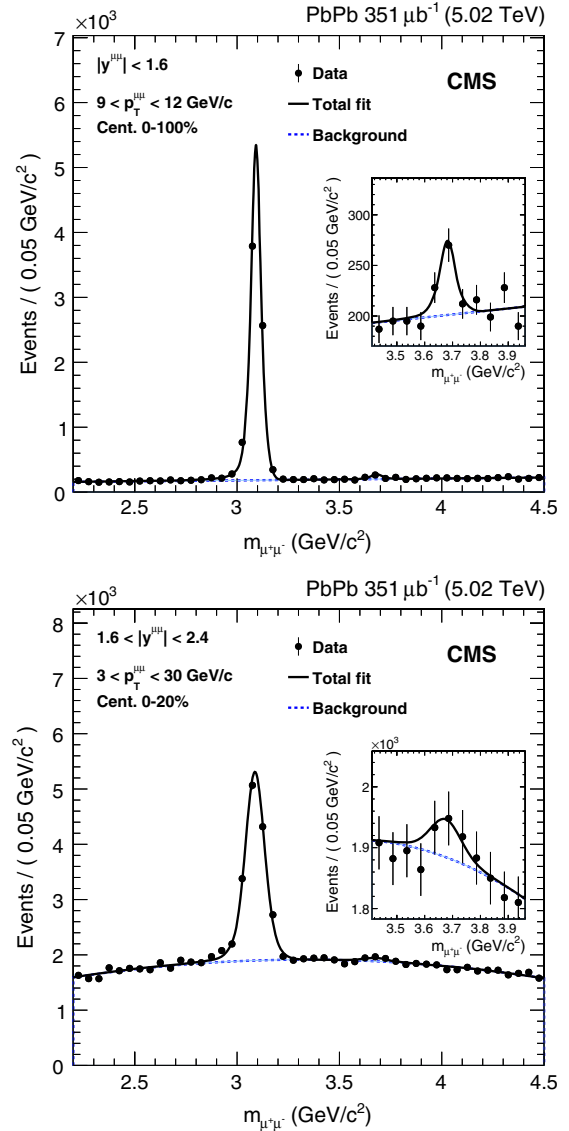 PbPb 351 μb⁻¹ (5.02 TeV)
×10³
|y^μμ| < 1.6
9 < p_T^μμ < 12 GeV/c
Cent. 0-100%
Data
Total fit
Background
CMS
Events / ( 0.05 GeV/c²)
7
6
5
4
3
2
1
0
2.5
3
3.5
4
4.5
m_μ⁺μ⁻ (GeV/c²)
Events / ( 0.05 GeV/c²)
300
250
200
3.5
3.6
3.7
3.8
3.9
m_μ⁺μ⁻ (GeV/c²)
PbPb 351 μb⁻¹ (5.02 TeV)
×10³
1.6 < |y^μμ| < 2.4
3 < p_T^μμ < 30 GeV/c
Cent. 0-20%
Data
Total fit
Background
CMS
Events / ( 0.05 GeV/c²)
8
7
6
5
4
3
2
1
0
2.5
3
3.5
4
4.5
m_μ⁺μ⁻ (GeV/c²)
×10³
Events / ( 0.05 GeV/c²)
2
1.9
1.8
3.5
3.6
3.7
3.8
3.9
m_μ⁺μ⁻ (GeV/c²)